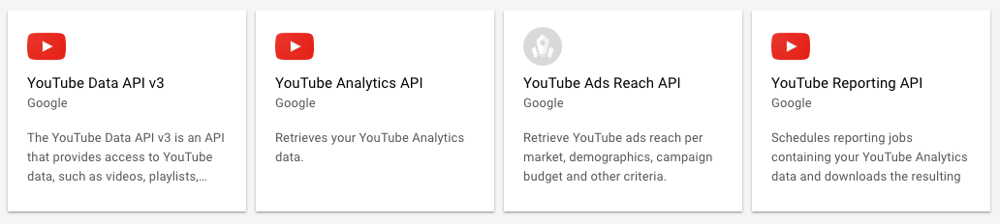 YouTube Data API v3
Google
The YouTube Data API v3 is an API
that provides access to YouTube
data, such as videos, playlists,...
YouTube Analytics API
Google
Retrieves your YouTube Analytics
data.
YouTube Ads Reach API
Google
Retrieve YouTube ads reach per
market, demographics, campaign
budget and other criteria.
YouTube Reporting API
Google
Schedules reporting jobs
containing your YouTube Analytics
data and downloads the resulting